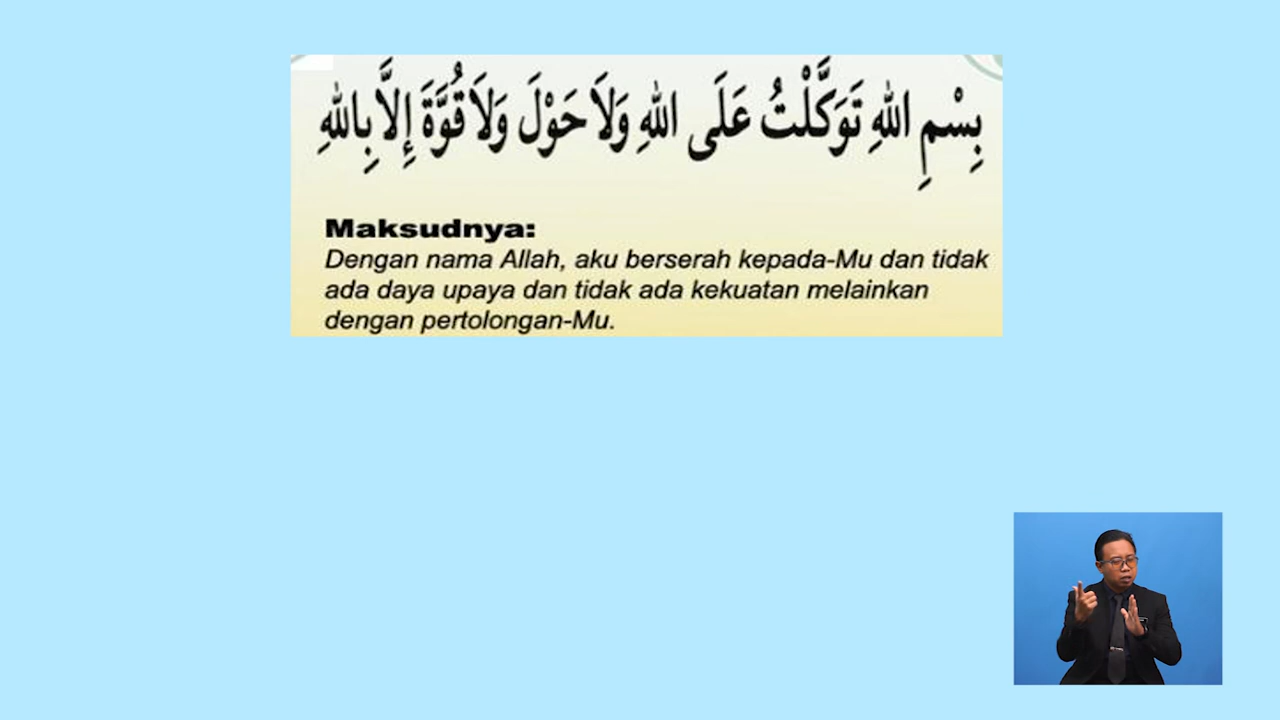 بِسْمِ اللهِ تَوَكَّلْتُ عَلَى اللهِ وَلاَ حَوْلَ وَلاَ قُوَّةَ إِلاَّ بِاللهِ
Maksudnya:
Dengan nama Allah, aku berserah kepada-Mu dan tidak
ada daya upaya dan tidak ada kekuatan melainkan
dengan pertolongan-Mu.